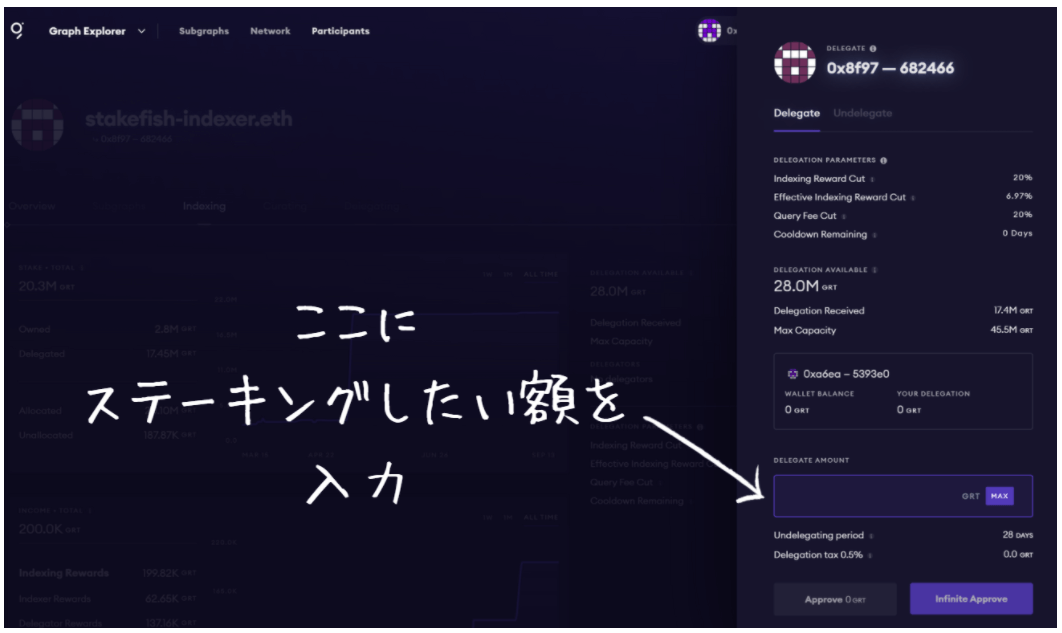 Graph Explorer
Subgraphs
Network
Participants
0x
stakefish-indexer.eth
0x8f97 – 682466
Overview
Indexing
STAKE – TOTAL
20.3M GRT
1W 1M ALL TIME
Owned 2.8M GRT
Delegated 17.45M GRT
Allocated
Unallocated 187.87K GRT
DELEGATION AVAILABLE
28.0M GRT
Delegation Received
Max Capacity
DELEGATORS
DELEGATION PARAMETERS
Indexing Reward Cut
Effective Indexing Reward Cut
Query Fee Cut
Cooldown Remaining
INCOME – TOTAL
200.0K GRT
1W 1M ALL TIME
Indexing Rewards 199.82K GRT
Indexer Rewards 62.65K GRT
Delegator Rewards 137.16K GRT
ここに
ステーキングしたい額を
入力
DELEGATE
0x8f97 — 682466
Delegate Undelegate
DELEGATION PARAMETERS
Indexing Reward Cut 20%
Effective Indexing Reward Cut 6.97%
Query Fee Cut 20%
Cooldown Remaining 0 Days
DELEGATION AVAILABLE
28.0M GRT
Delegation Received 17.4M GRT
Max Capacity 45.5M GRT
0xa6ea – 5393e0
WALLET BALANCE YOUR DELEGATION
0 GRT 0 GRT
DELEGATE AMOUNT
GRT MAX
Undelegating period 28 DAYS
Delegation tax 0.5% 0.0 GRT
Approve 0 GRT
Infinite Approve